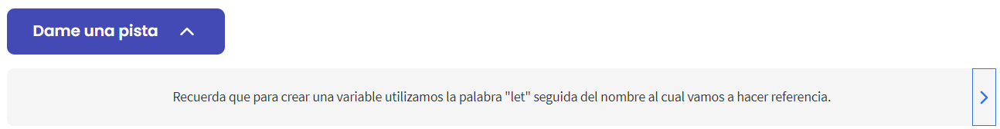 Dame una pista
Recuerda que para crear una variable utilizamos la palabra "let" seguida del nombre al cual vamos a hacer referencia.